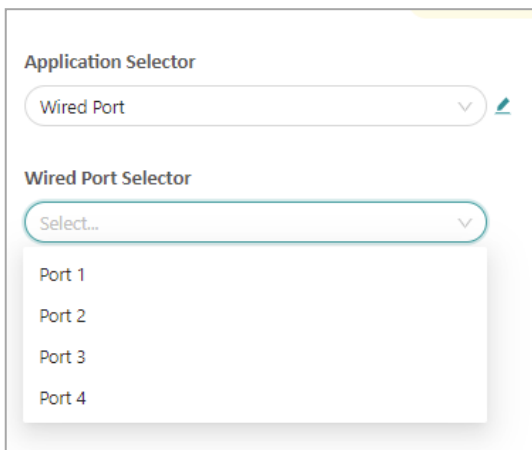 Application Selector
Wired Port
Wired Port Selector
Select...
Port 1
Port 2
Port 3
Port 4